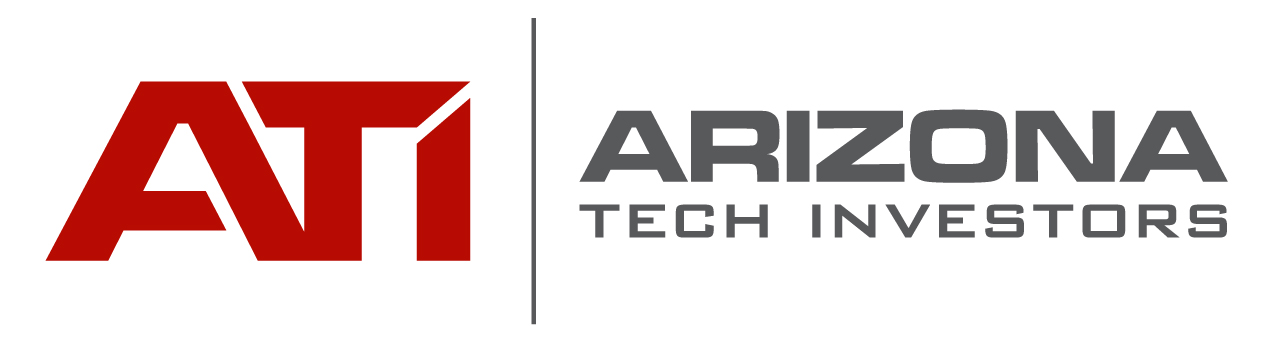 ATI
ARIZONA
TECH INVESTORS